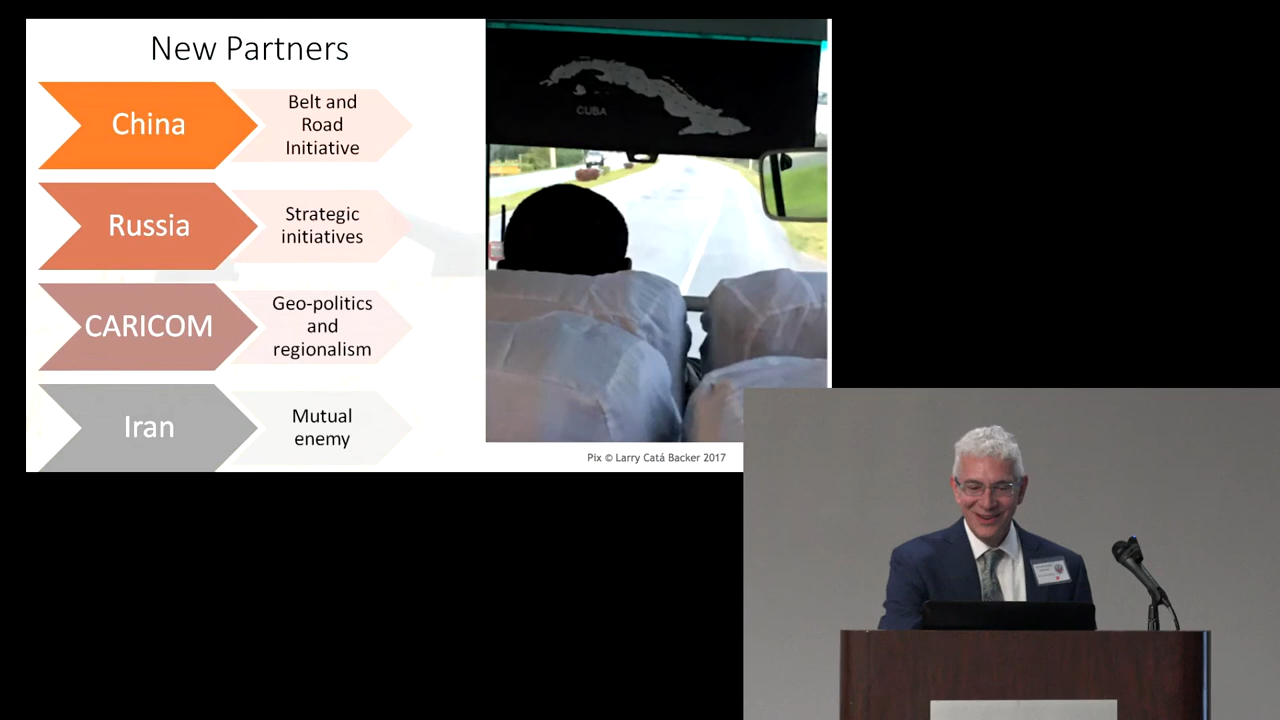 New Partners
China
Belt and
Road
Initiative
Russia
Strategic
initiatives
CARICOM
Geo-politics
and
regionalism
Iran
Mutual
enemy
CUBA
Pix © Larry Catá Backer 2017